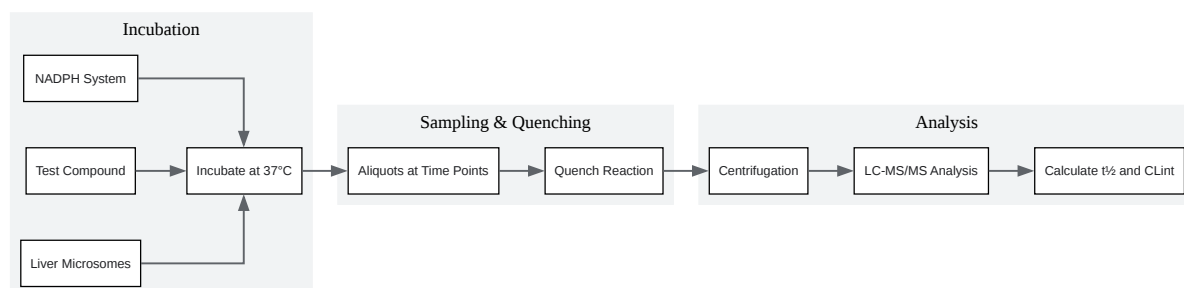 Incubation
NADPH System
Test Compound
Incubate at 37°C
Liver Microsomes
Sampling & Quenching
Aliquots at Time Points
Quench Reaction
Analysis
Centrifugation
LC-MS/MS Analysis
Calculate t½ and CLint